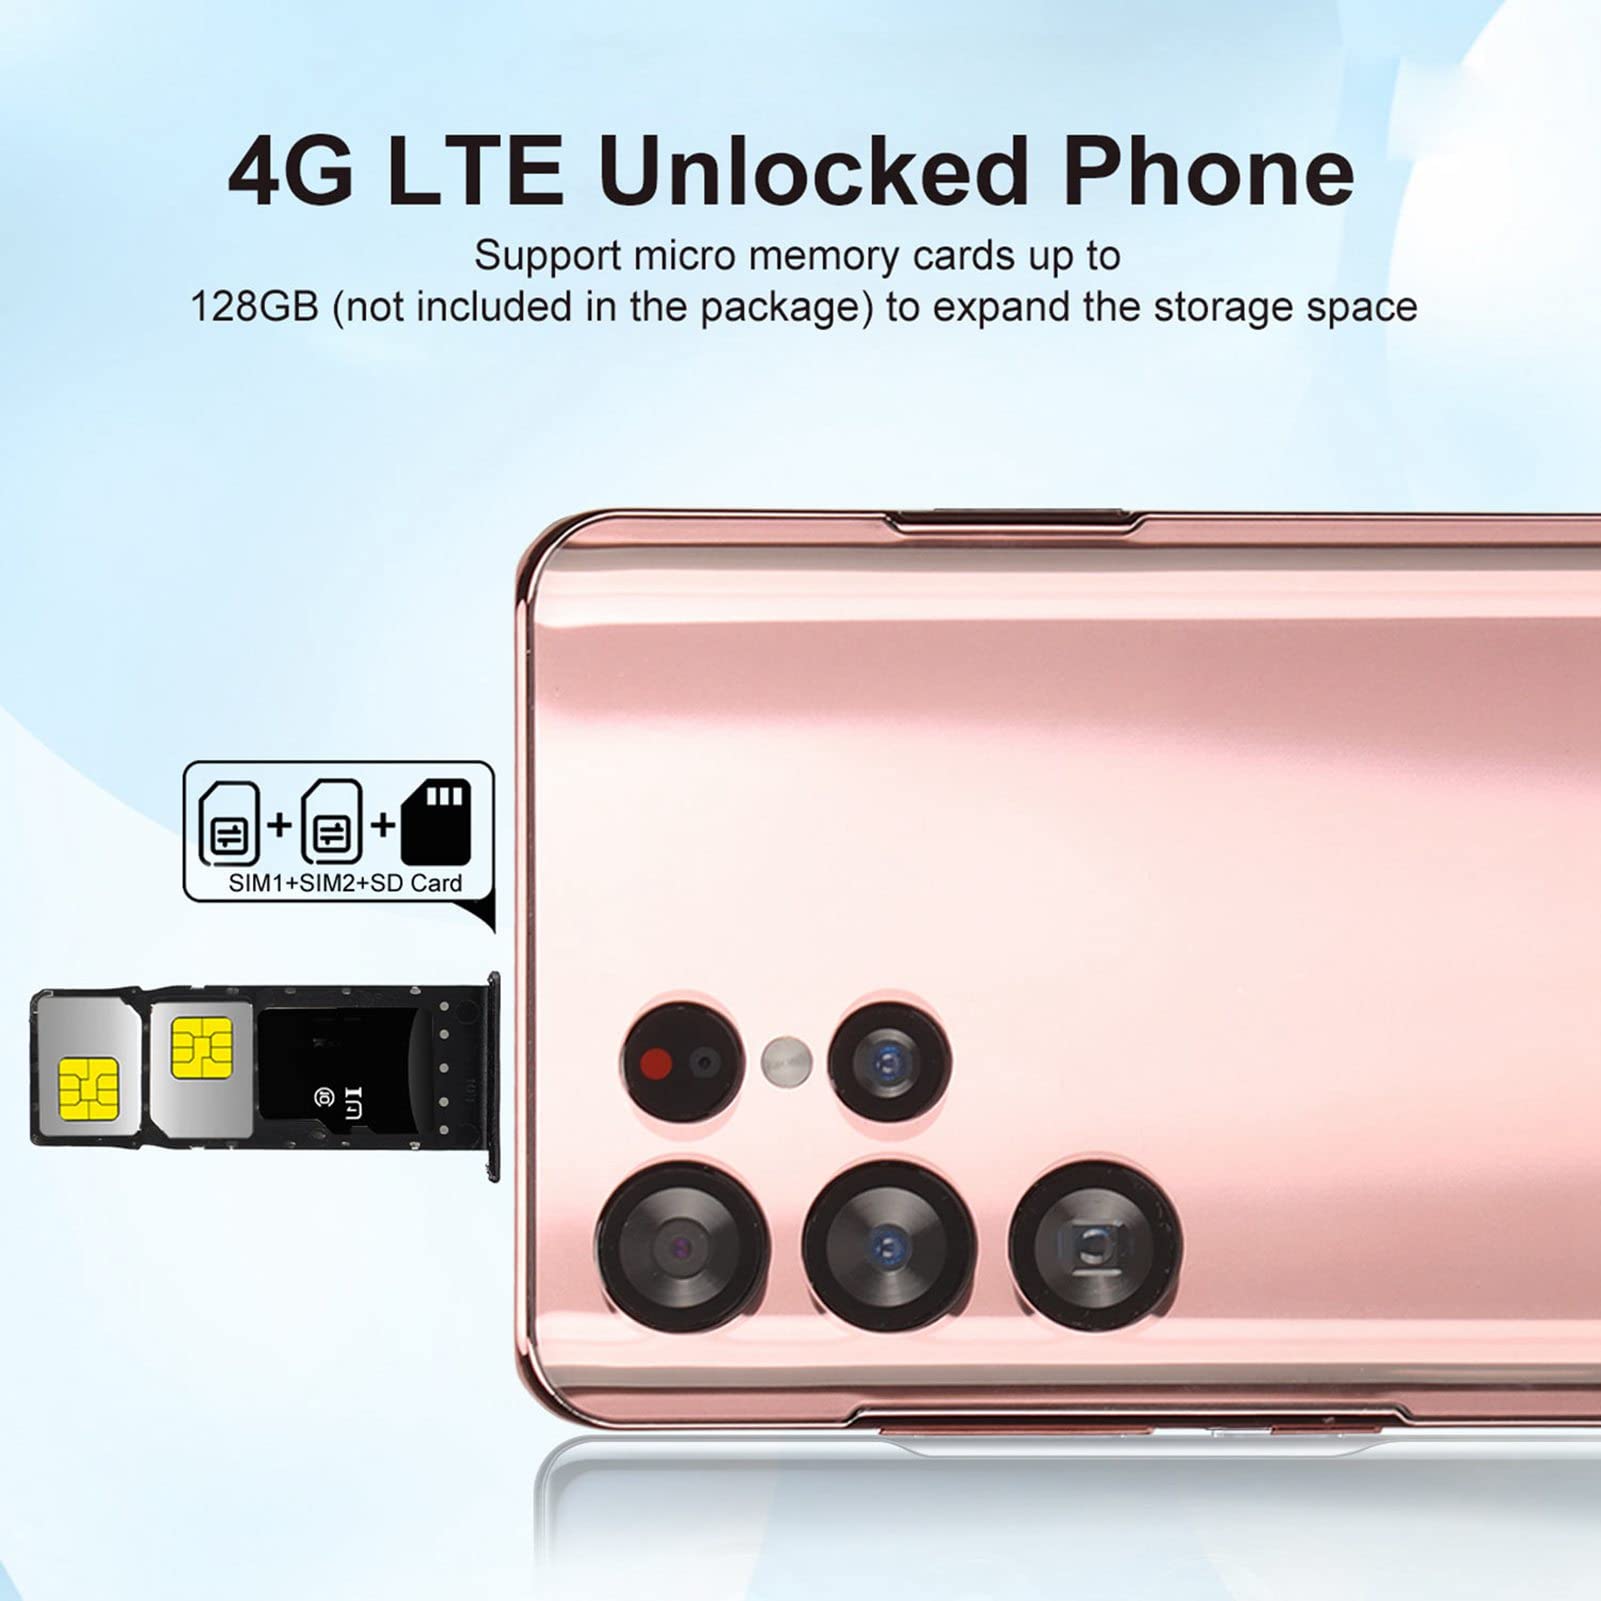 4G LTE Unlocked Phone
Support micro memory cards up to
128GB (not included in the package) to expand the storage space
SIM1+SIM2+SD Card